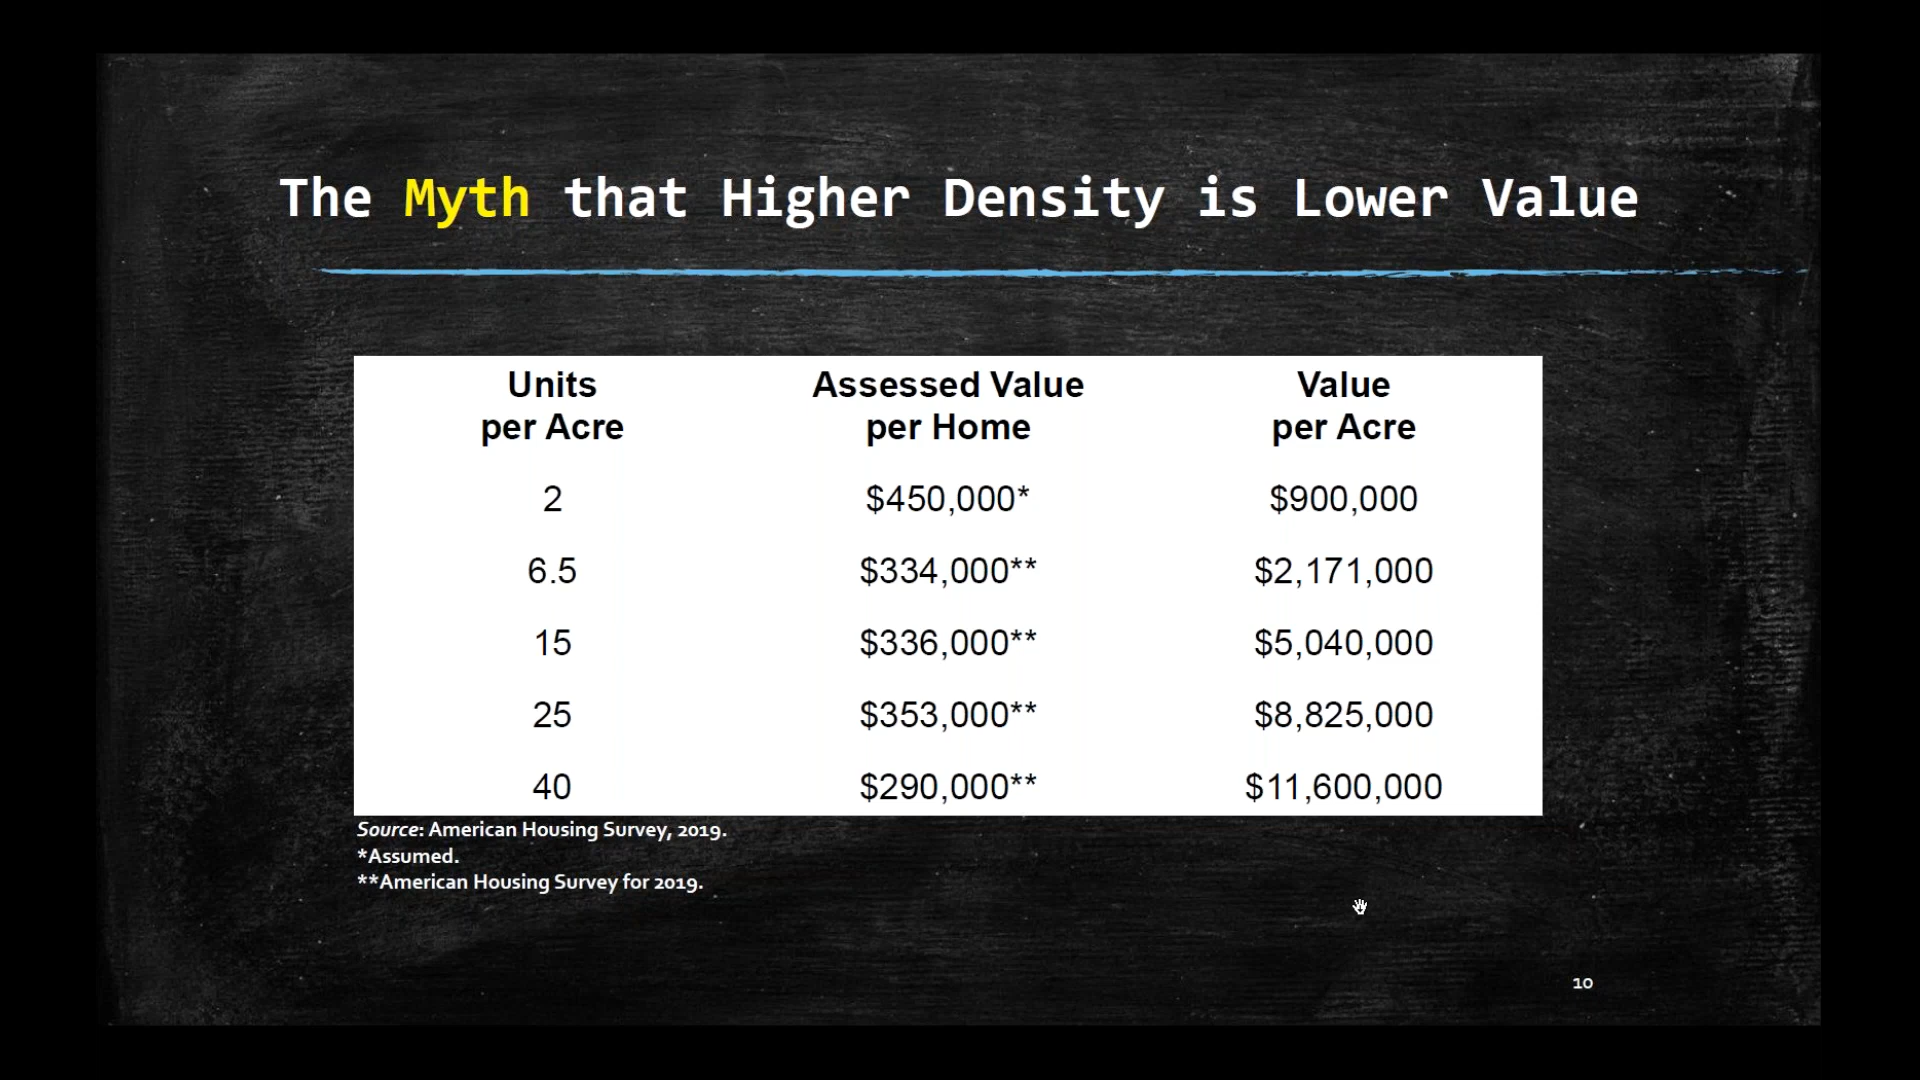 The Myth that Higher Density is Lower Value
Units per Acre Assessed Value per Home Value per Acre
2 $450,000* $900,000
6.5 $334,000** $2,171,000
15 $336,000** $5,040,000
25 $353,000** $8,825,000
40 $290,000** $11,600,000
Source: American Housing Survey, 2019.
*Assumed.
**American Housing Survey for 2019.
10